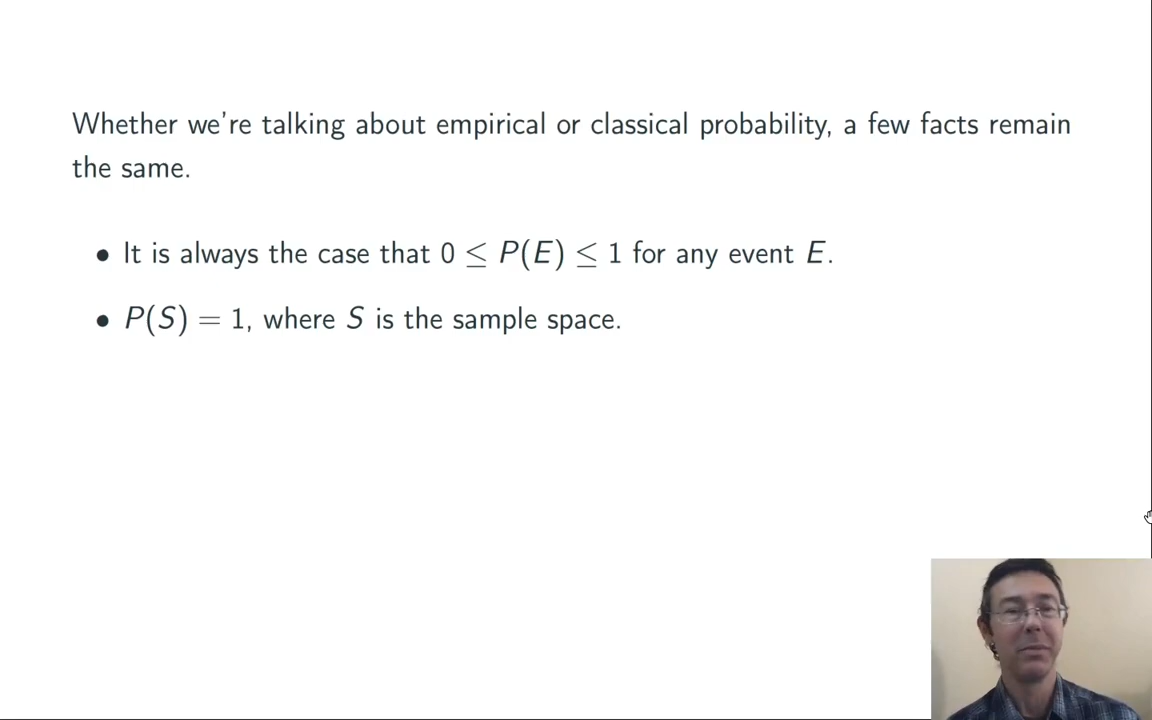 Whether we're talking about empirical or classical probability, a few facts remain
the same.
• It is always the case that 0 ≤ P(E) ≤ 1 for any event E.
• P(S) = 1, where S is the sample space.